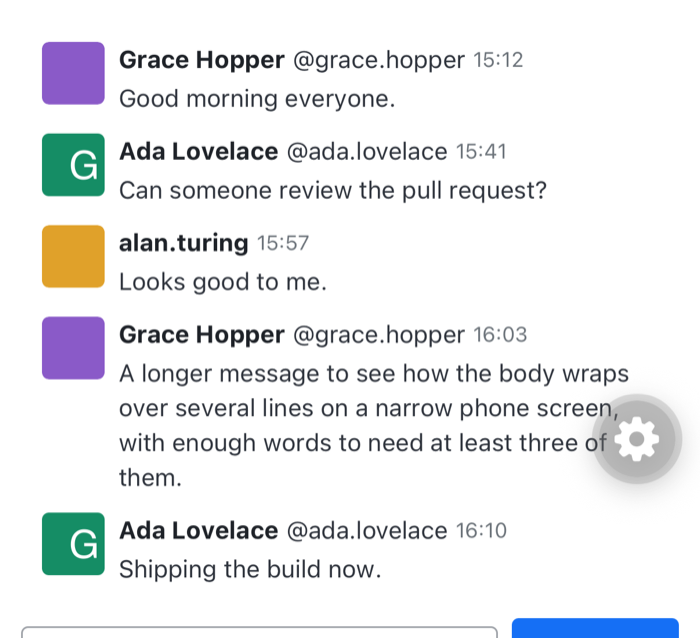 Grace Hopper @grace.hopper 15:12
Good morning everyone.
G
Ada Lovelace @ada.lovelace 15:41
Can someone review the pull request?
alan.turing 15:57
Looks good to me.
Grace Hopper @grace.hopper 16:03
A longer message to see how the body wraps
over several lines on a narrow phone screen,
with enough words to need at least three of
them.
G
Ada Lovelace @ada.lovelace 16:10
Shipping the build now.